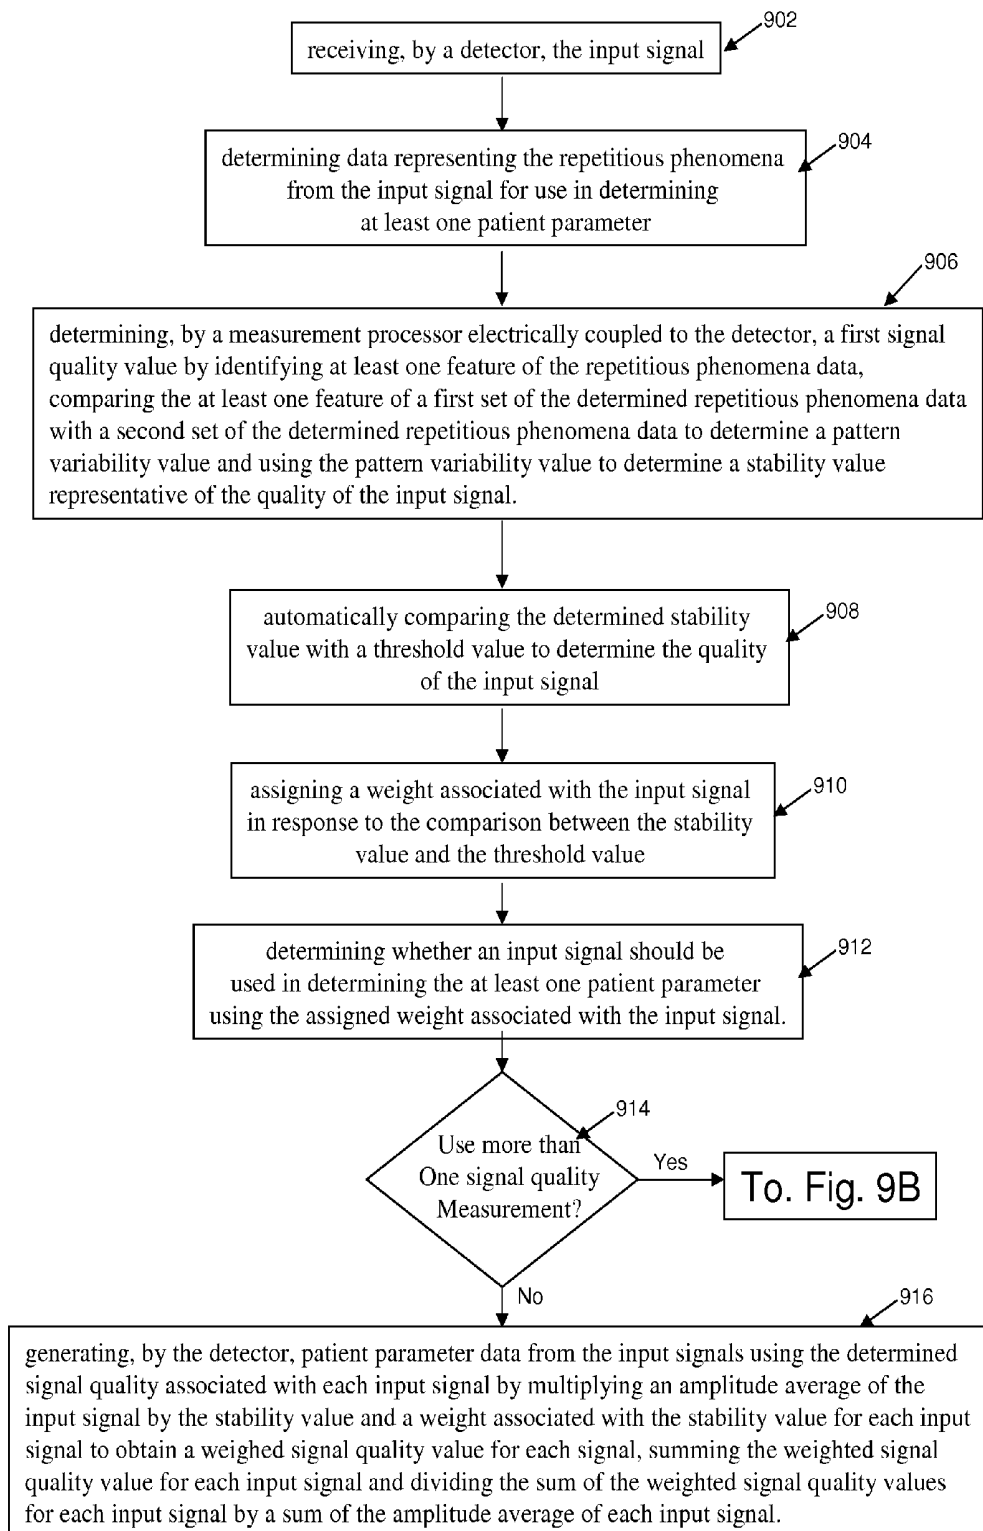 902
receiving, by a detector, the input signal
904
determining data representing the repetitious phenomena
from the input signal for use in determining
at least one patient parameter
906
determining, by a measurement processor electrically coupled to the detector, a first signal
quality value by identifying at least one feature of the repetitious phenomena data,
comparing the at least one feature of a first set of the determined repetitious phenomena data
with a second set of the determined repetitious phenomena data to determine a pattern
variability value and using the pattern variability value to determine a stability value
representative of the quality of the input signal.
908
automatically comparing the determined stability
value with a threshold value to determine the quality
of the input signal
910
assigning a weight associated with the input signal
in response to the comparison between the stability
value and the threshold value
912
determining whether an input signal should be
used in determining the at least one patient parameter
using the assigned weight associated with the input signal.
914
Use more than
One signal quality
Measurement?
Yes
To. Fig. 9B
No
916
generating, by the detector, patient parameter data from the input signals using the determined
signal quality associated with each input signal by multiplying an amplitude average of the
input signal by the stability value and a weight associated with the stability value for each input
signal to obtain a weighed signal quality value for each signal, summing the weighted signal
quality value for each input signal and dividing the sum of the weighted signal quality values
for each input signal by a sum of the amplitude average of each input signal.